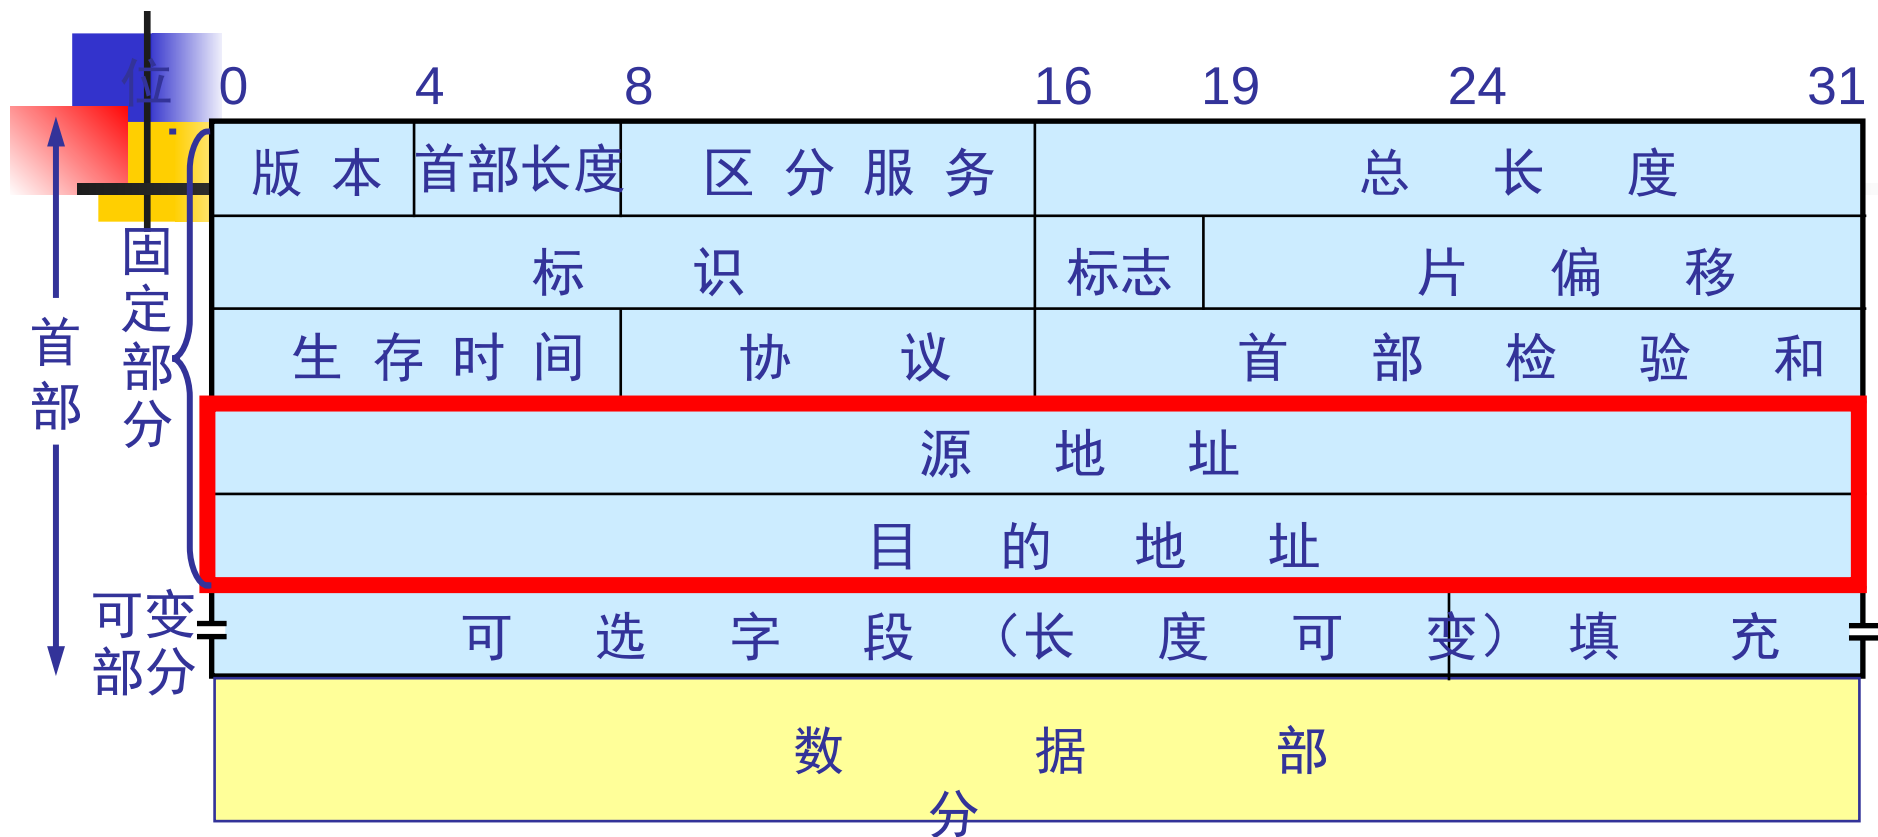 位 0 4 8 16 19 24 31
版本 首部长度 区分服务 总长度
标识 标志 片偏移
生存时间 协议 首部检验和
源地址
目的地址
可选字段（长度可变）填充
数据部
分
首部
固定部分
可变
部分